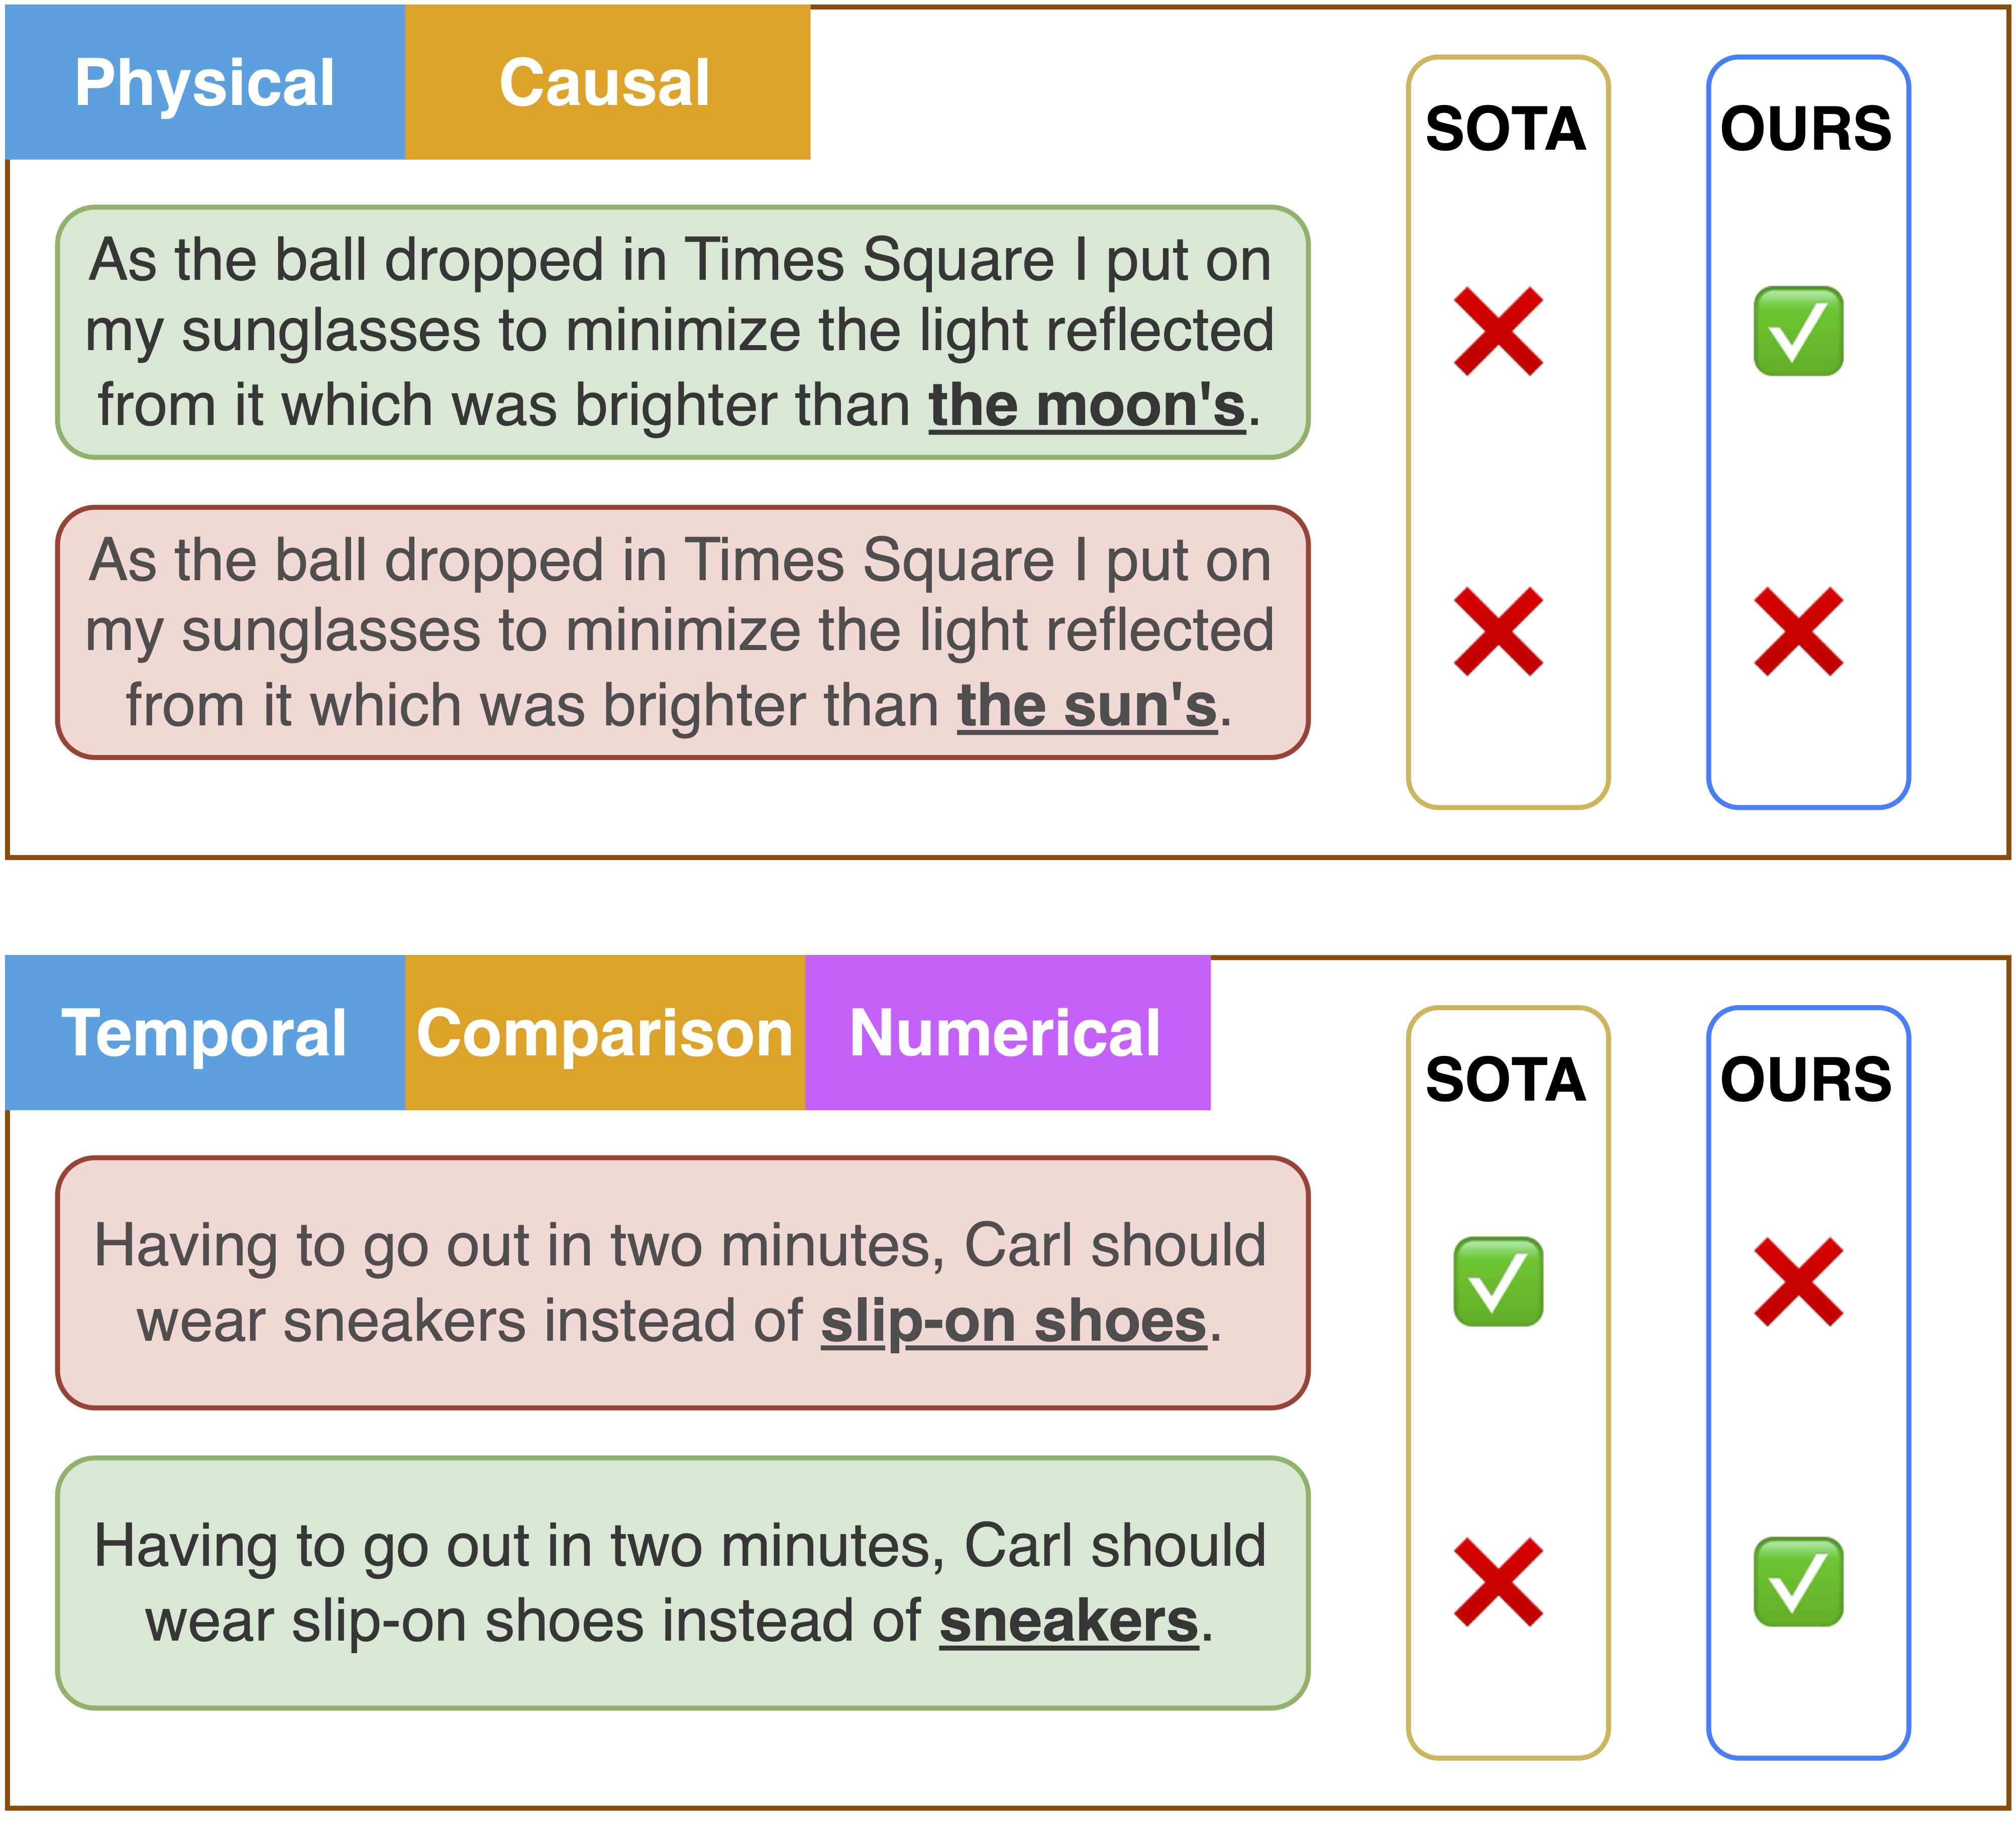 Physical Causal
SOTA OURS
As the ball dropped in Times Square I put on
my sunglasses to minimize the light reflected
from it which was brighter than the moon's.
As the ball dropped in Times Square I put on
my sunglasses to minimize the light reflected
from it which was brighter than the sun's.
Temporal Comparison Numerical
SOTA OURS
Having to go out in two minutes, Carl should
wear sneakers instead of slip-on shoes.
Having to go out in two minutes, Carl should
wear slip-on shoes instead of sneakers.